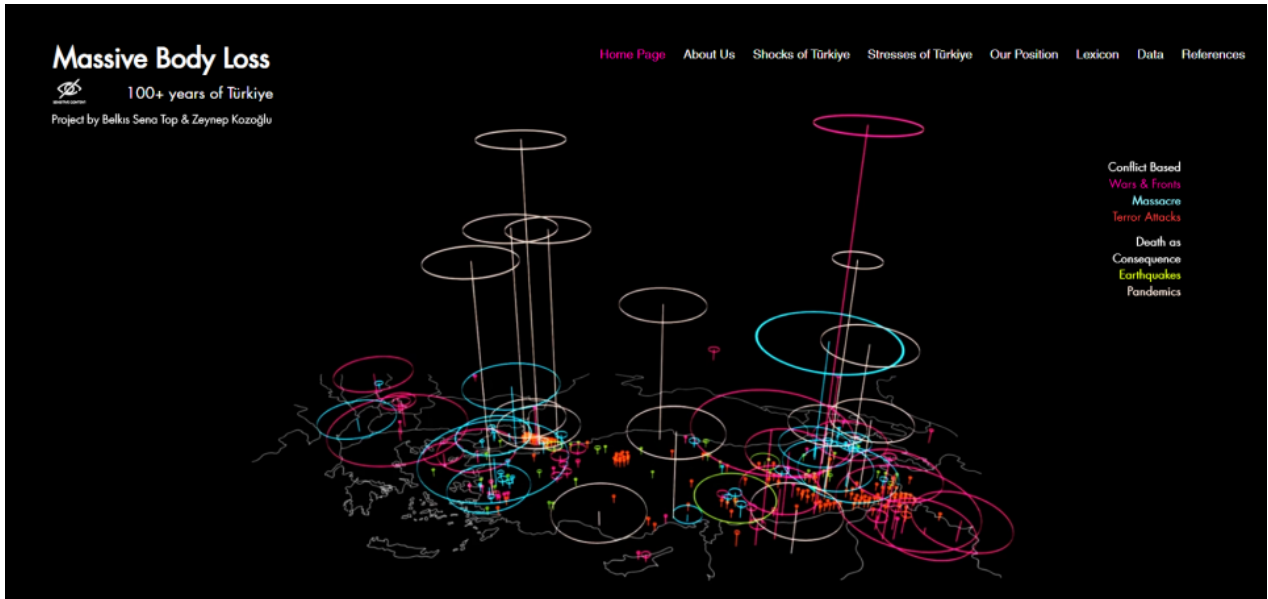 Massive Body Loss
SENSITIVE CONTENT
100+ years of Türkiye
Project by Belkıs Sena Top & Zeynep Kozoğlu
Home Page About Us Shocks of Türkiye Stresses of Türkiye Our Position Lexicon Data References
Conflict Based
Wars & Fronts
Massacre
Terror Attacks
Death as
Consequence
Earthquakes
Pandemics